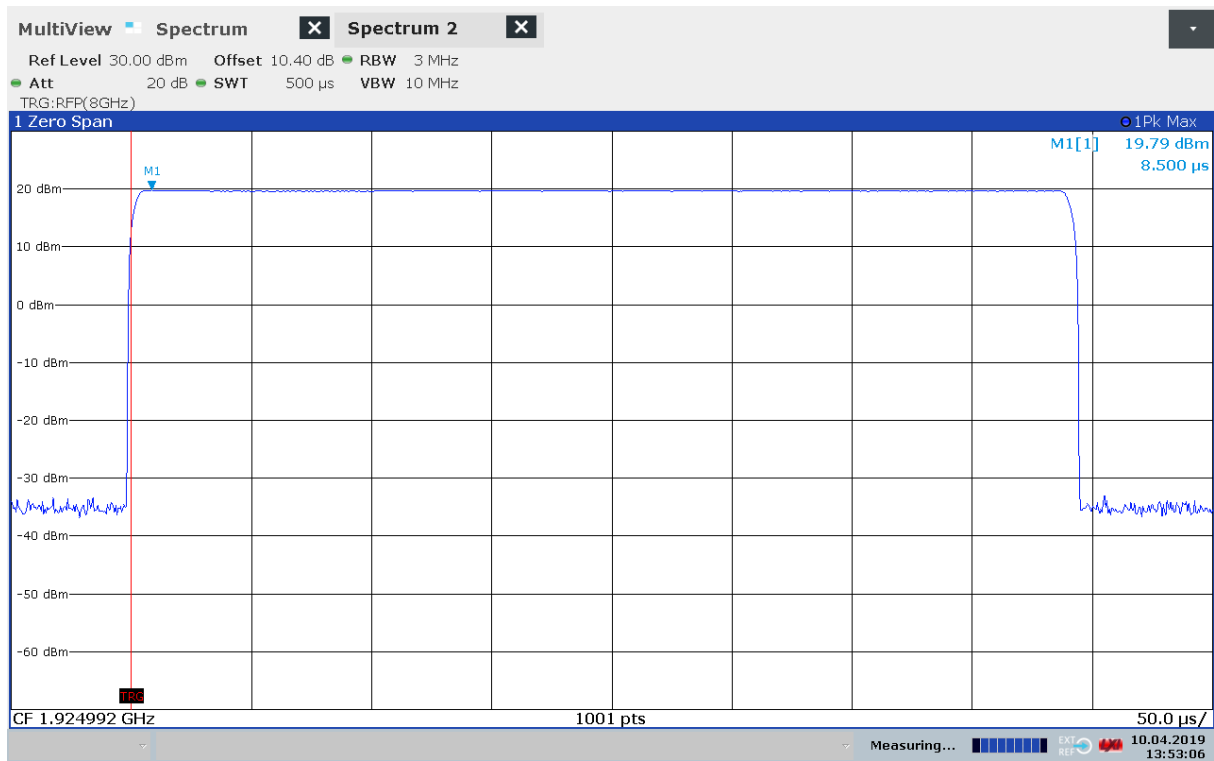 MultiView Spectrum X Spectrum 2 X
Ref Level 30.00 dBm Offset 10.40 dB RBW 3 MHz
Att 20 dB SWT 500 µs VBW 10 MHz
TRG:RFP(8GHz)
1 Zero Span 1Pk Max
M1[1] 19.79 dBm
8.500 µs
M1
20 dBm
10 dBm
0 dBm
-10 dBm
-20 dBm
-30 dBm
-40 dBm
-50 dBm
-60 dBm
TRG
CF 1.924992 GHz 1001 pts 50.0 µs/
Measuring... EXT REF 10.04.2019
13:53:06